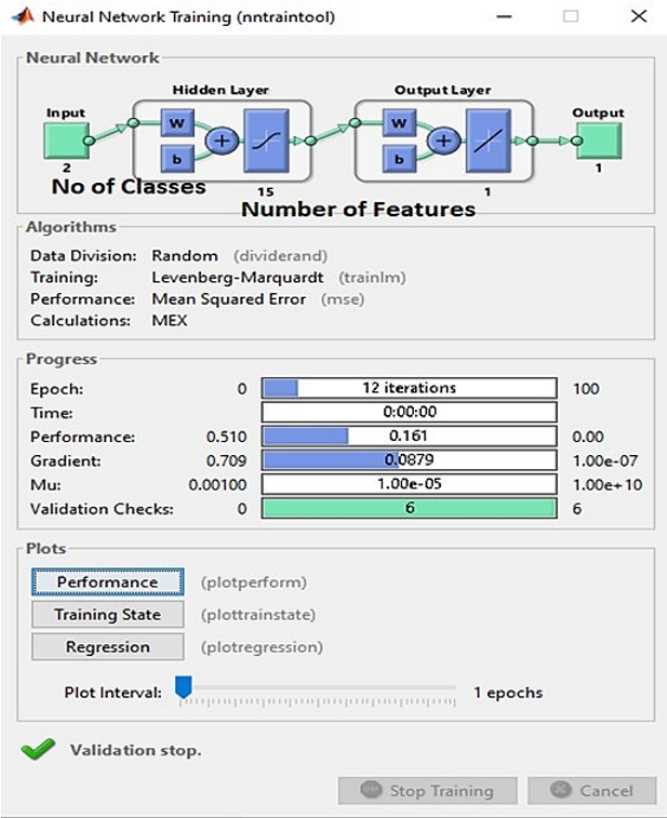 Neural Network Training (nntraintool)
Neural Network
Hidden Layer Output Layer
Input Output
W W
b b
2 1
No of Classes 15 1
Number of Features
Algorithms
Data Division: Random (dividerand)
Training: Levenberg-Marquardt (trainlm)
Performance: Mean Squared Error (mse)
Calculations: MEX
Progress
Epoch: 0 12 iterations 100
Time: 0:00:00
Performance: 0.510 0.161 0.00
Gradient: 0.709 0.0879 1.00e-07
Mu: 0.00100 1.00e-05 1.00e+10
Validation Checks: 0 6 6
Plots
Performance (plotperform)
Training State (plottrainstate)
Regression (plotregression)
Plot Interval: 1 epochs
Validation stop.
Stop Training Cancel